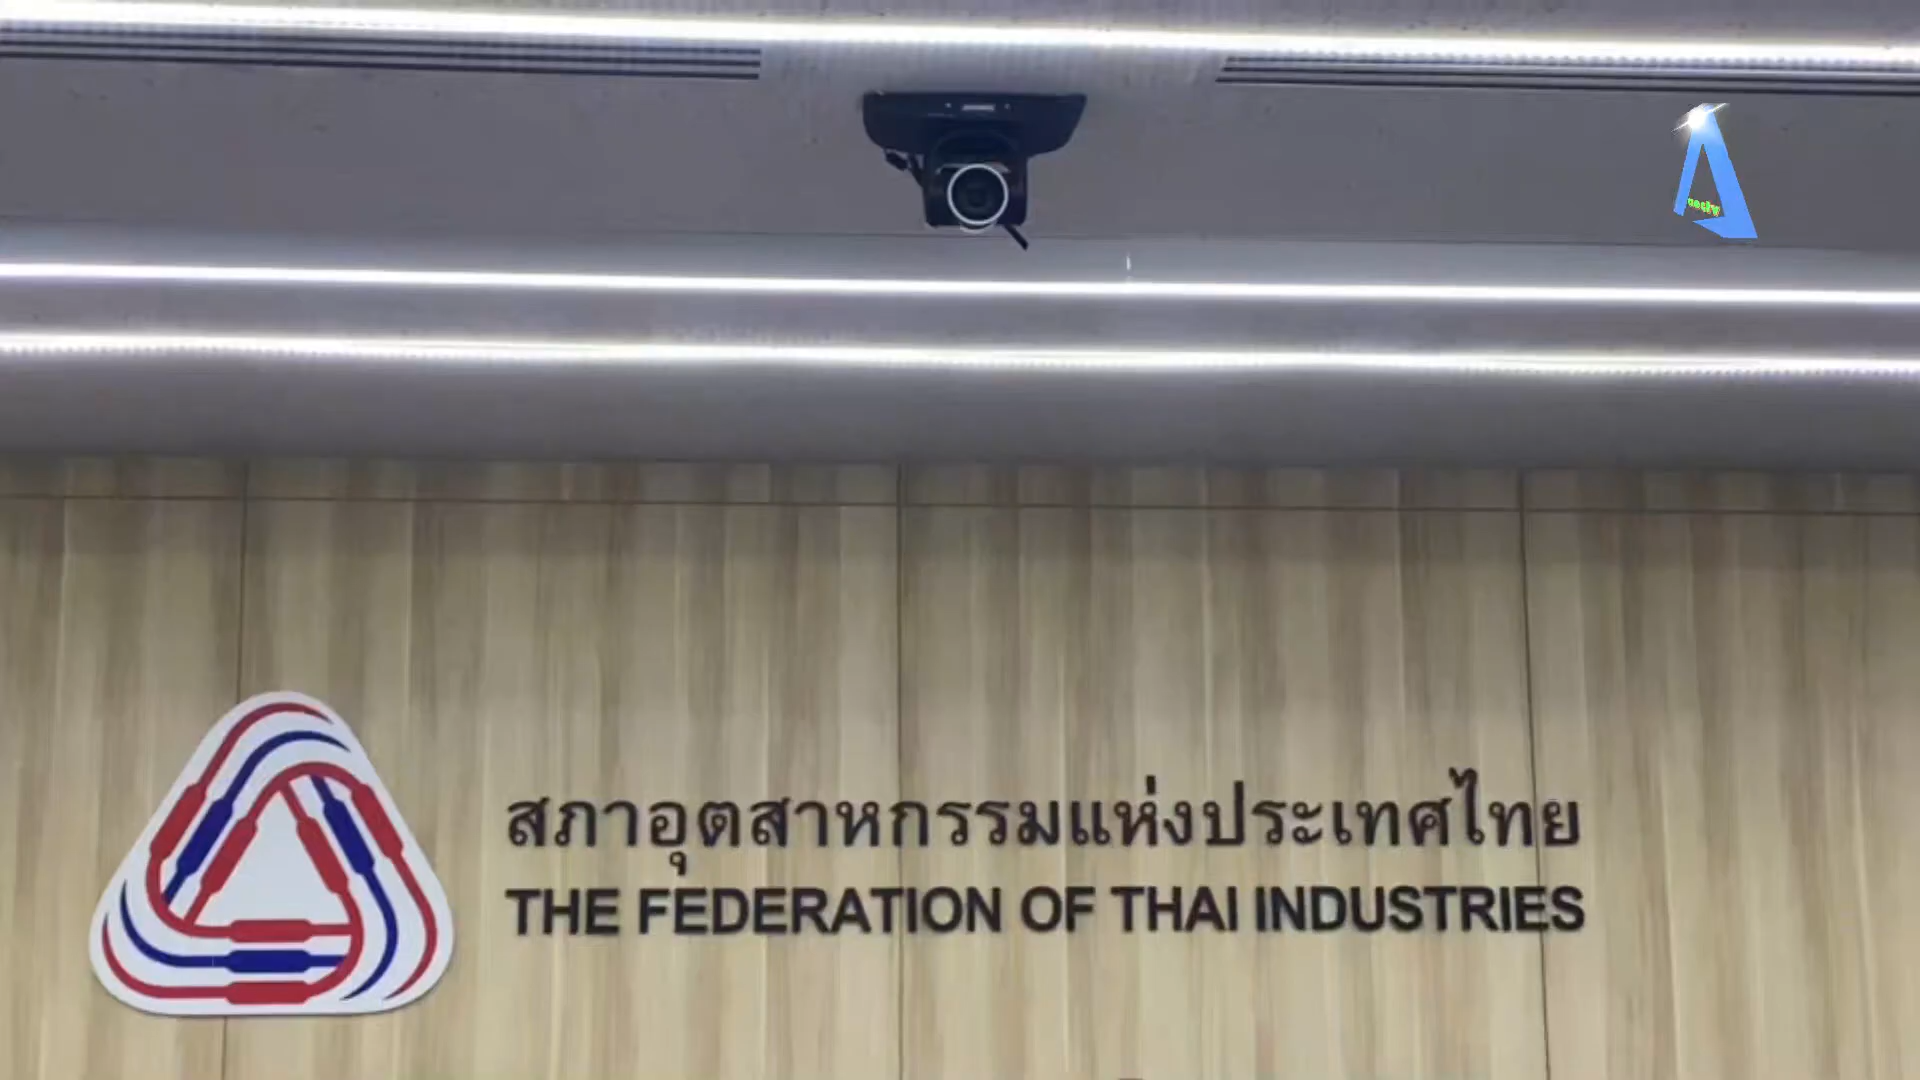 สภาอุตสาหกรรมแห่งประเทศไทย
THE FEDERATION OF THAI INDUSTRIES